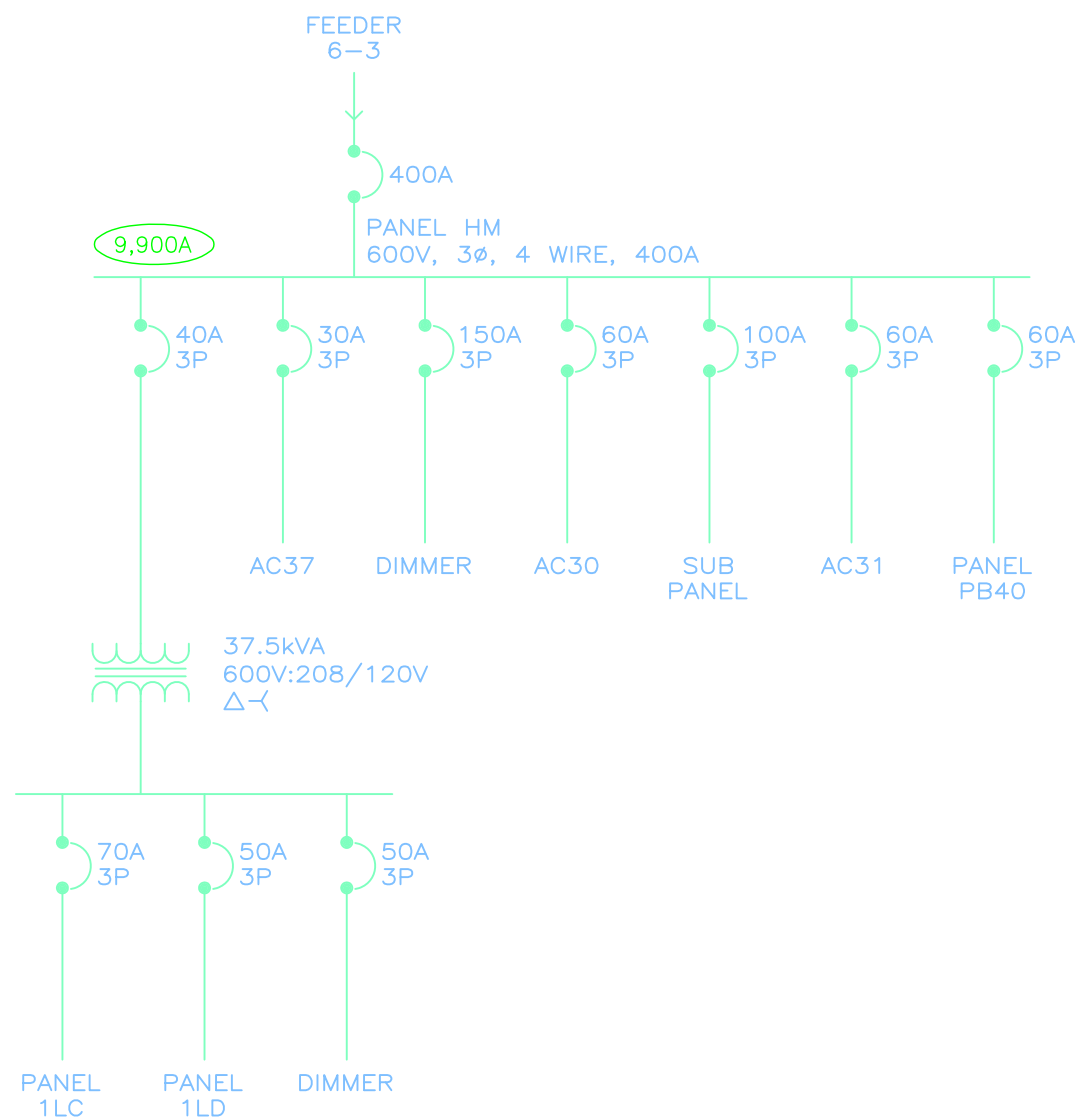 FEEDER
6-3
400A
PANEL HM
600V, 3ø, 4 WIRE, 400A
9,900A
40A
3P
30A
3P
150A
3P
60A
3P
100A
3P
60A
3P
60A
3P
AC37
DIMMER
AC30
SUB
PANEL
AC31
PANEL
PB40
37.5kVA
600V:208/120V
70A
3P
50A
3P
50A
3P
PANEL
1LC
PANEL
1LD
DIMMER